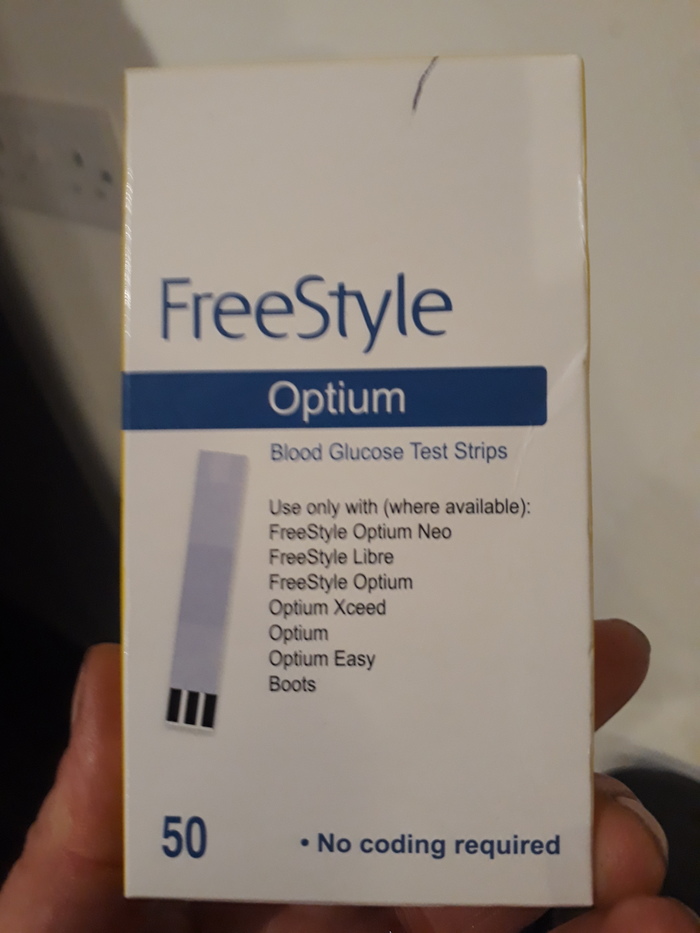 FreeStyle
Optium
Blood Glucose Test Strips
Use only with (where available):
FreeStyle Optium Neo
FreeStyle Libre
FreeStyle Optium
Optium Xceed
Optium
Optium Easy
Boots
50
• No coding required